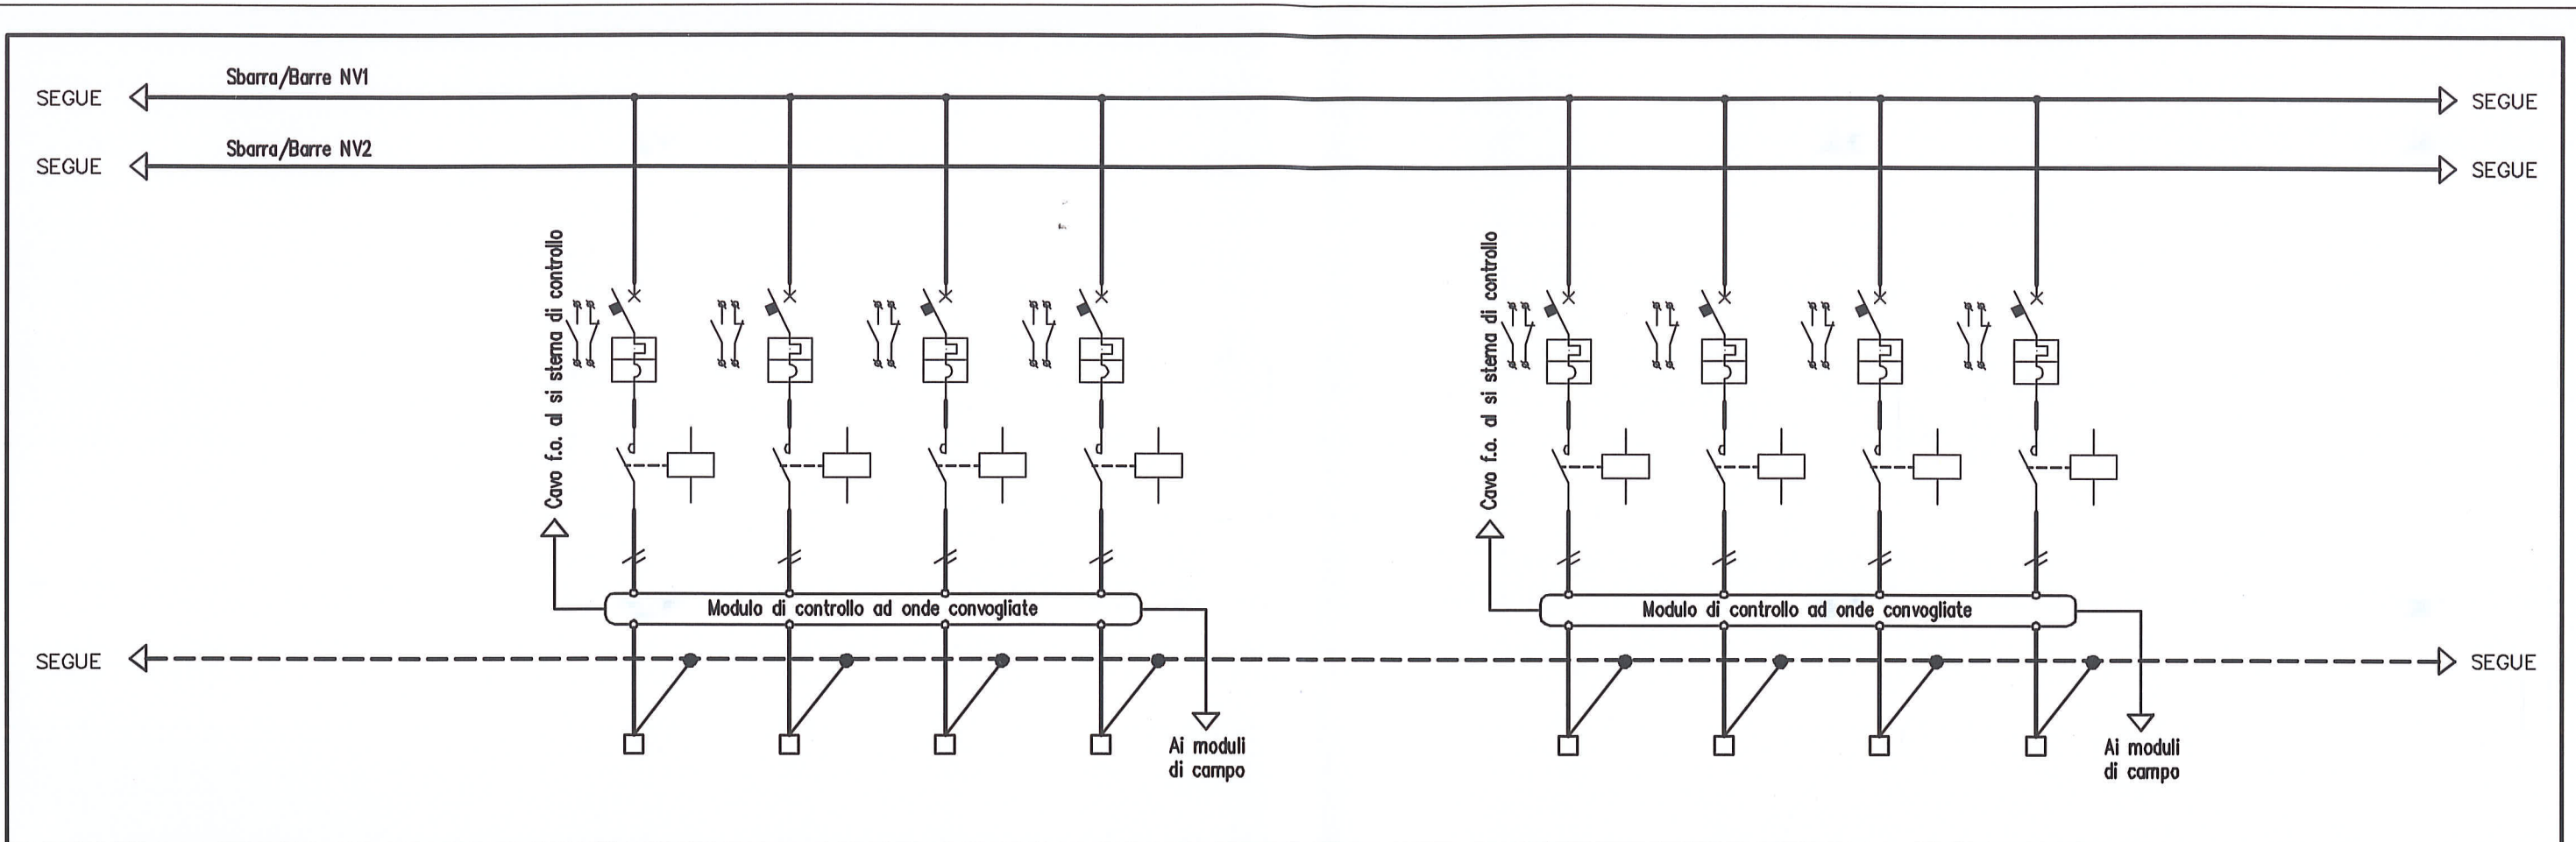 Sbarra/Barre NV1
SEGUE
SEGUE
Sbarra/Barre NV2
SEGUE
SEGUE
Cavo f.o. al si stema di controllo
Cavo f.o. al si stema di controllo
Modulo di controllo ad onde convogliate
Modulo di controllo ad onde convogliate
SEGUE
SEGUE
Ai moduli
di campo
Ai moduli
di campo